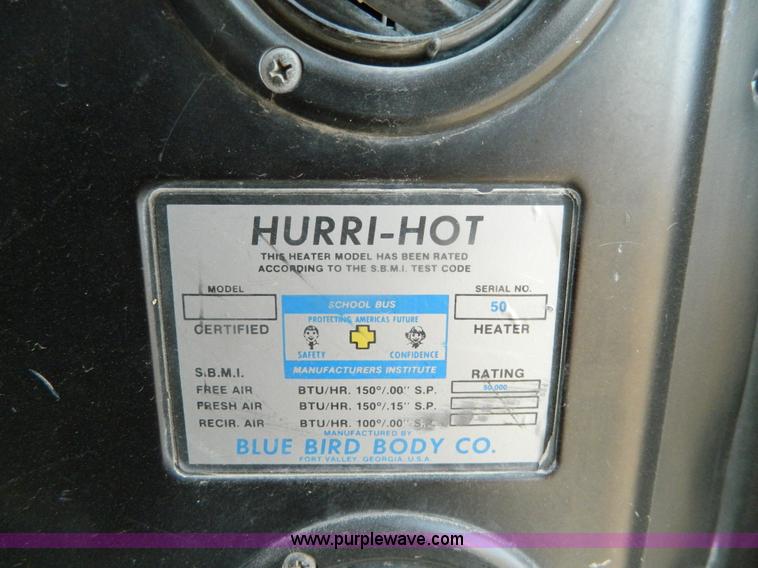 HURRI-HOT
THIS HEATER MODEL HAS BEEN RATED
ACCORDING TO THE S.B.M.I. TEST CODE
MODEL
CERTIFIED
SCHOOL BUS
PROTECTING AMERICAS FUTURE
SAFETY CONFIDENCE
MANUFACTURERS INSTITUTE
SERIAL NO.
50
HEATER
S.B.M.I. RATING
FREE AIR BTU/HR. 150°/.00" S.P. 50,000
FRESH AIR BTU/HR. 150°/.15" S.P.
RECIR. AIR BTU/HR. 100°/.00" S.P.
MANUFACTURED BY
BLUE BIRD BODY CO.
FORT VALLEY, GEORGIA, U.S.A.
www.purplewave.com